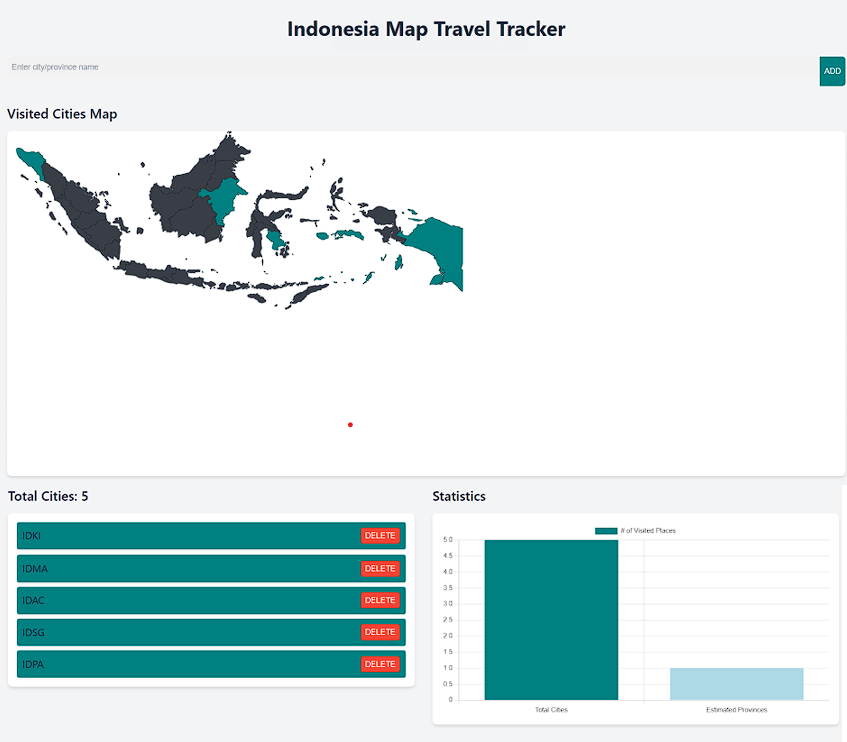 Indonesia Map Travel Tracker
Enter city/province name
ADD
Visited Cities Map
Total Cities: 5
IDKI DELETE
IDMA DELETE
IDAC DELETE
IDSG DELETE
IDPA DELETE
Statistics
# of Visited Places
5.0
4.5
4.0
3.5
3.0
2.5
2.0
1.5
1.0
0.5
0
Total Cities Estimated Provinces